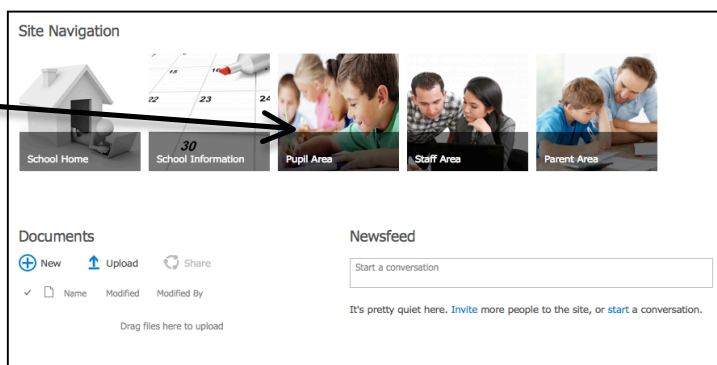 Site Navigation
15
16
22
23
24
30
School Home
School Information
Pupil Area
Staff Area
Parent Area
Documents
New
Upload
Share
Name
Modified
Modified By
Drag files here to upload
Newsfeed
Start a conversation
It's pretty quiet here. Invite more people to the site, or start a conversation.